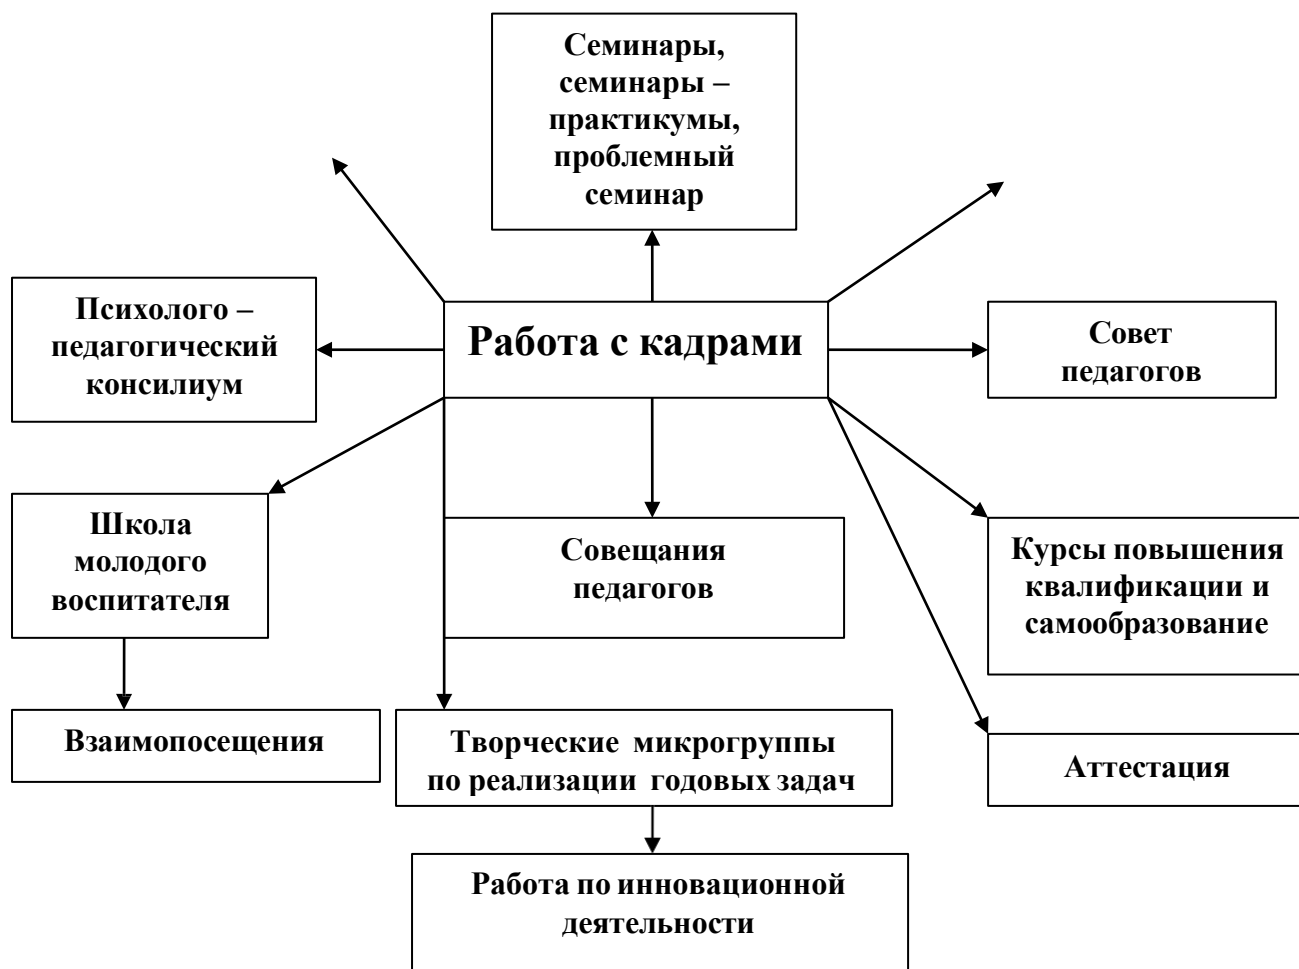 Семинары,
семинары –
практикумы,
проблемный
семинар
Психолого –
педагогический
консилиум
Работа с кадрами
Совет
педагогов
Школа
молодого
воспитателя
Совещания
педагогов
Курсы повышения
квалификации и
самообразование
Взаимопосещения
Творческие микрогруппы
по реализации годовых задач
Аттестация
Работа по инновационной
деятельности